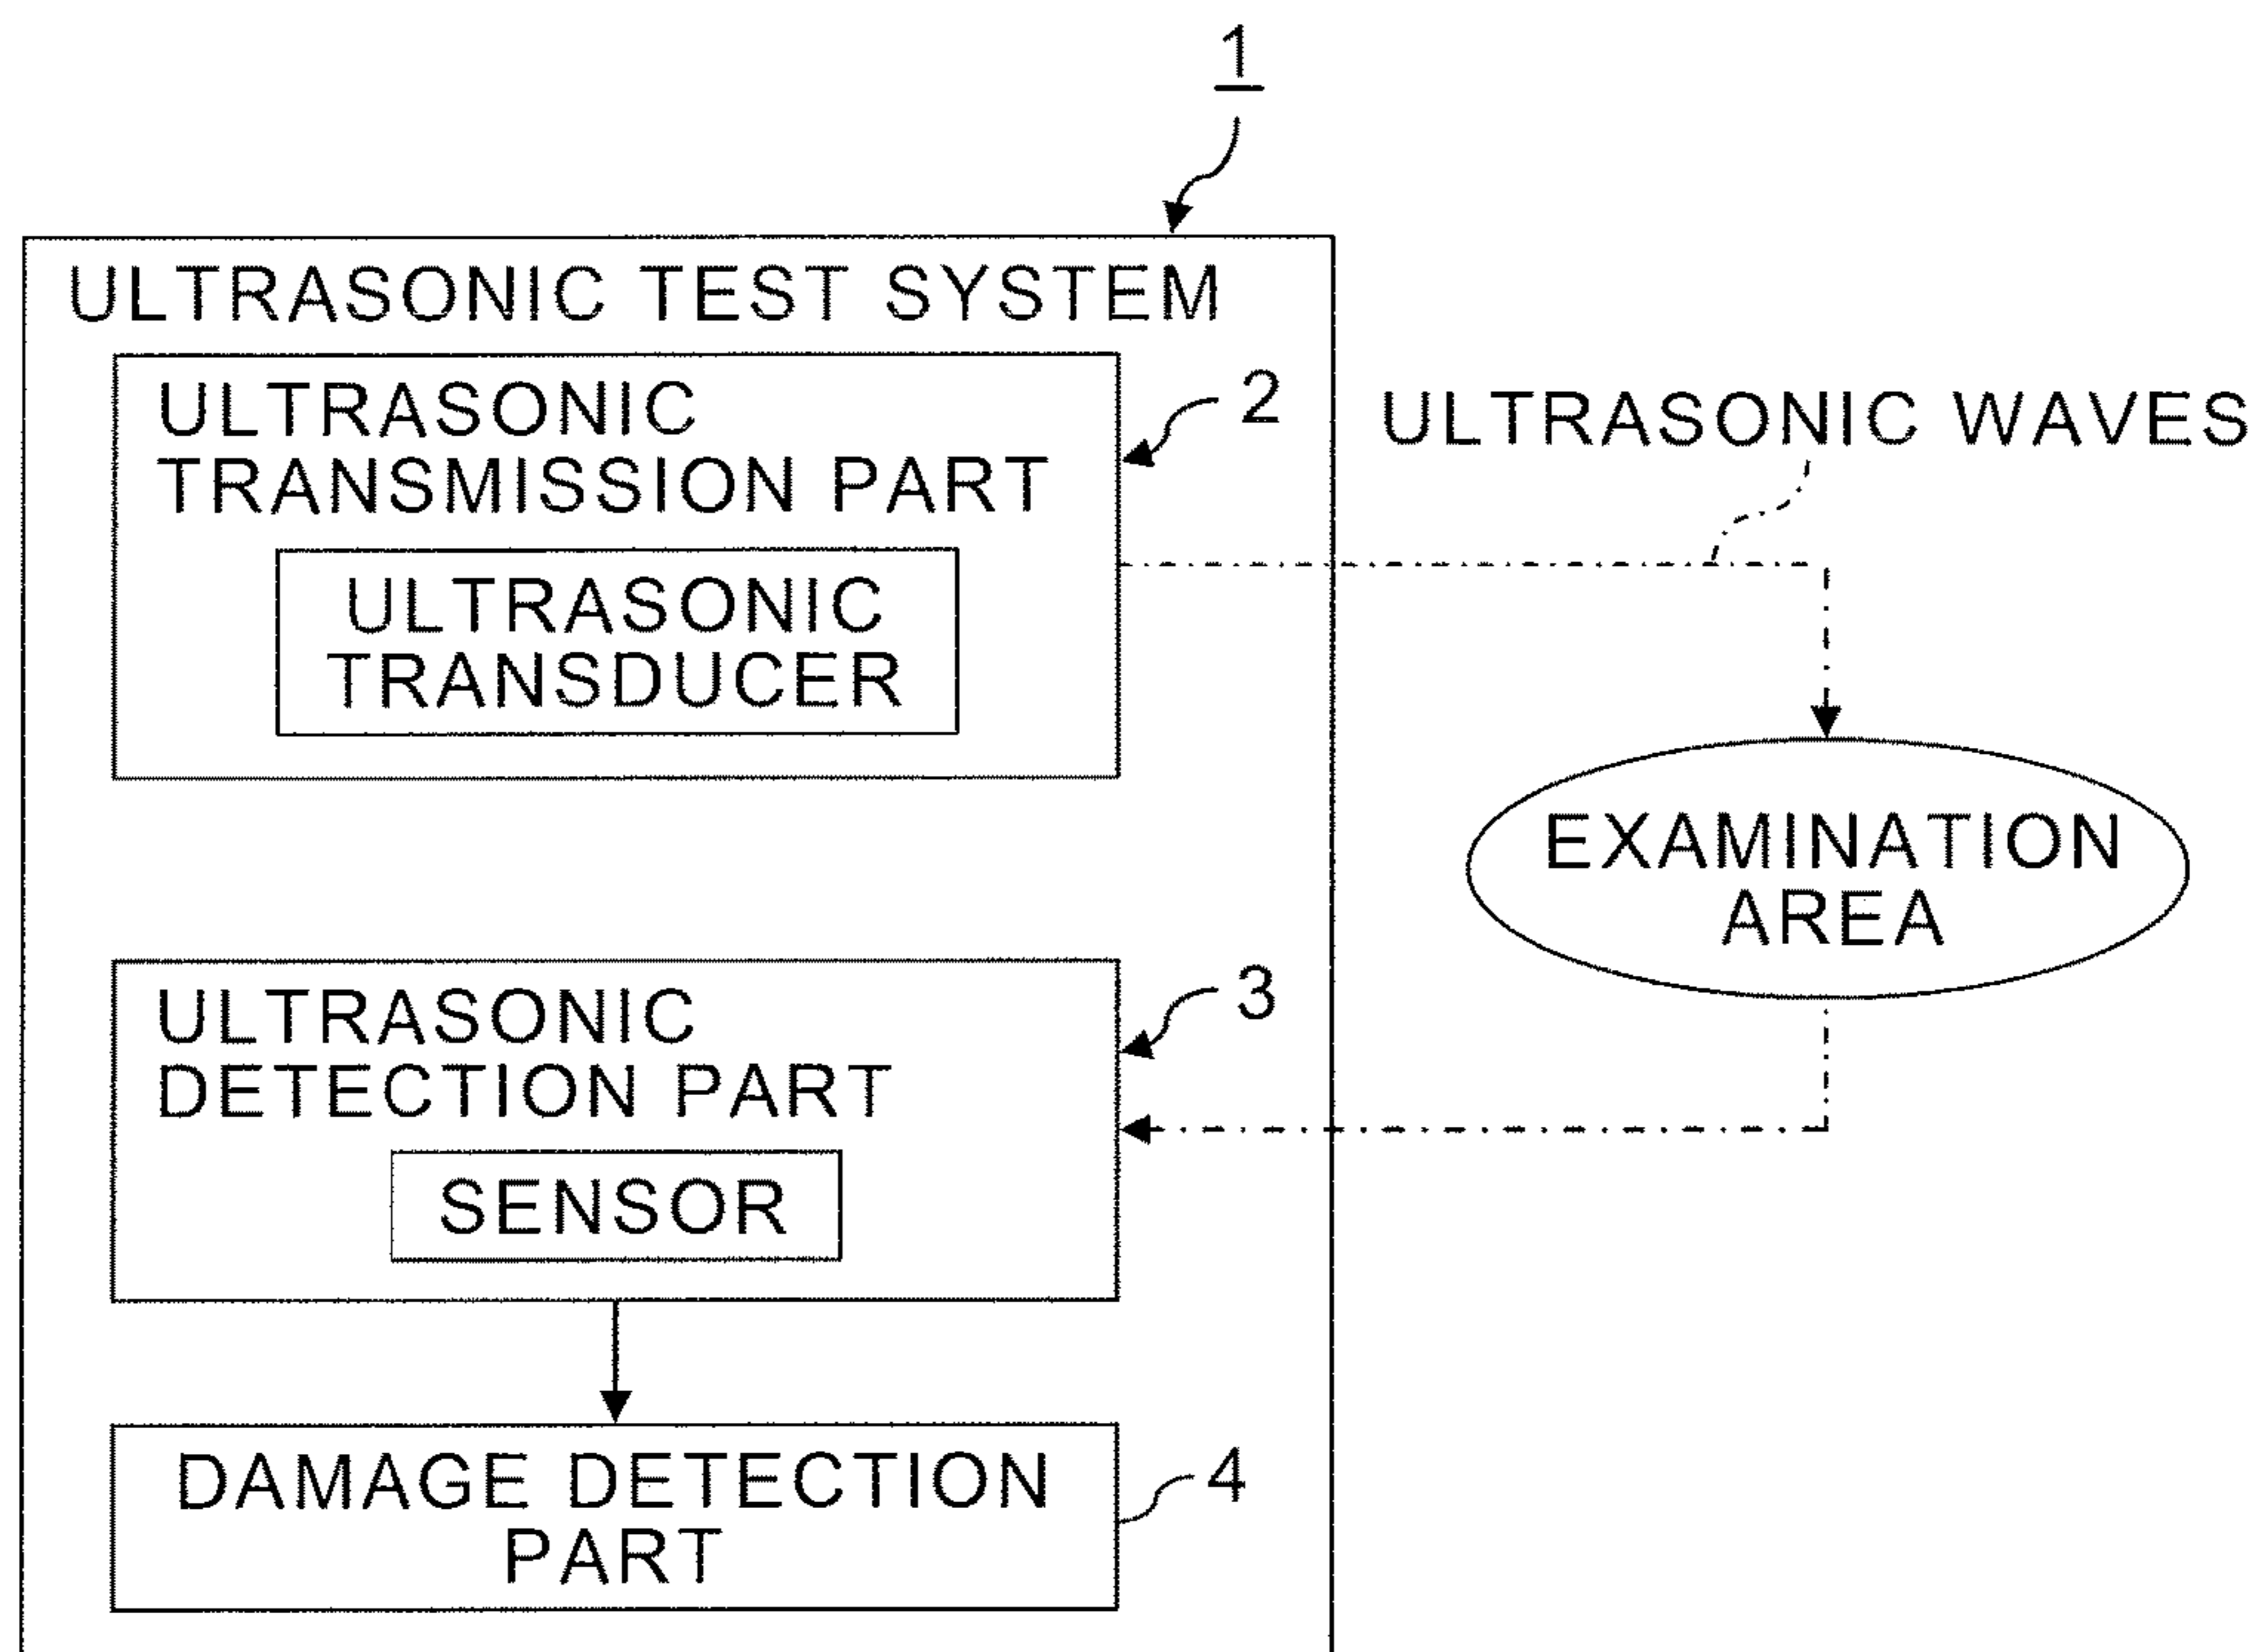 1
ULTRASONIC TEST SYSTEM
ULTRASONIC
TRANSMISSION PART
2
ULTRASONIC WAVES
ULTRASONIC
TRANSDUCER
EXAMINATION
AREA
ULTRASONIC
DETECTION PART
3
SENSOR
DAMAGE DETECTION
PART
4